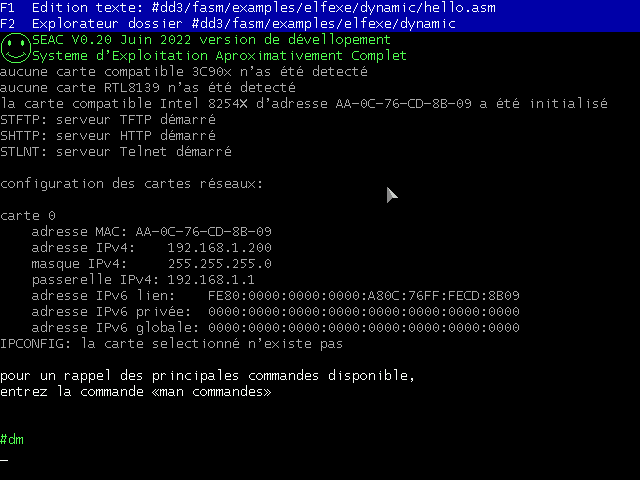 F1  Edition texte: #dd3/fasm/examples/elfexe/dynamic/hello.asm
F2  Explorateur dossier #dd3/fasm/examples/elfexe/dynamic
SEAC V0.20 Juin 2022 version de dévellopement
Systeme d'Exploitation Aproximativement Complet
aucune carte compatible 3C90x n'as été detecté
aucune carte RTL8139 n'as été detecté
la carte compatible Intel 8254X d'adresse AA-0C-76-CD-8B-09 a été initialisé
STFTP: serveur TFTP démarré
SHTTP: serveur HTTP démarré
STLNT: serveur Telnet démarré
configuration des cartes réseaux:
carte 0
adresse MAC: AA-0C-76-CD-8B-09
adresse IPv4:    192.168.1.200
masque IPv4:     255.255.255.0
passerelle IPv4: 192.168.1.1
adresse IPv6 lien:    FE80:0000:0000:0000:A80C:76FF:FECD:8B09
adresse IPv6 privée:  0000:0000:0000:0000:0000:0000:0000:0000
adresse IPv6 globale: 0000:0000:0000:0000:0000:0000:0000:0000
IPCONFIG: la carte selectionné n'existe pas
pour un rappel des principales commandes disponible,
entrez la commande «man commandes»
#dm
_